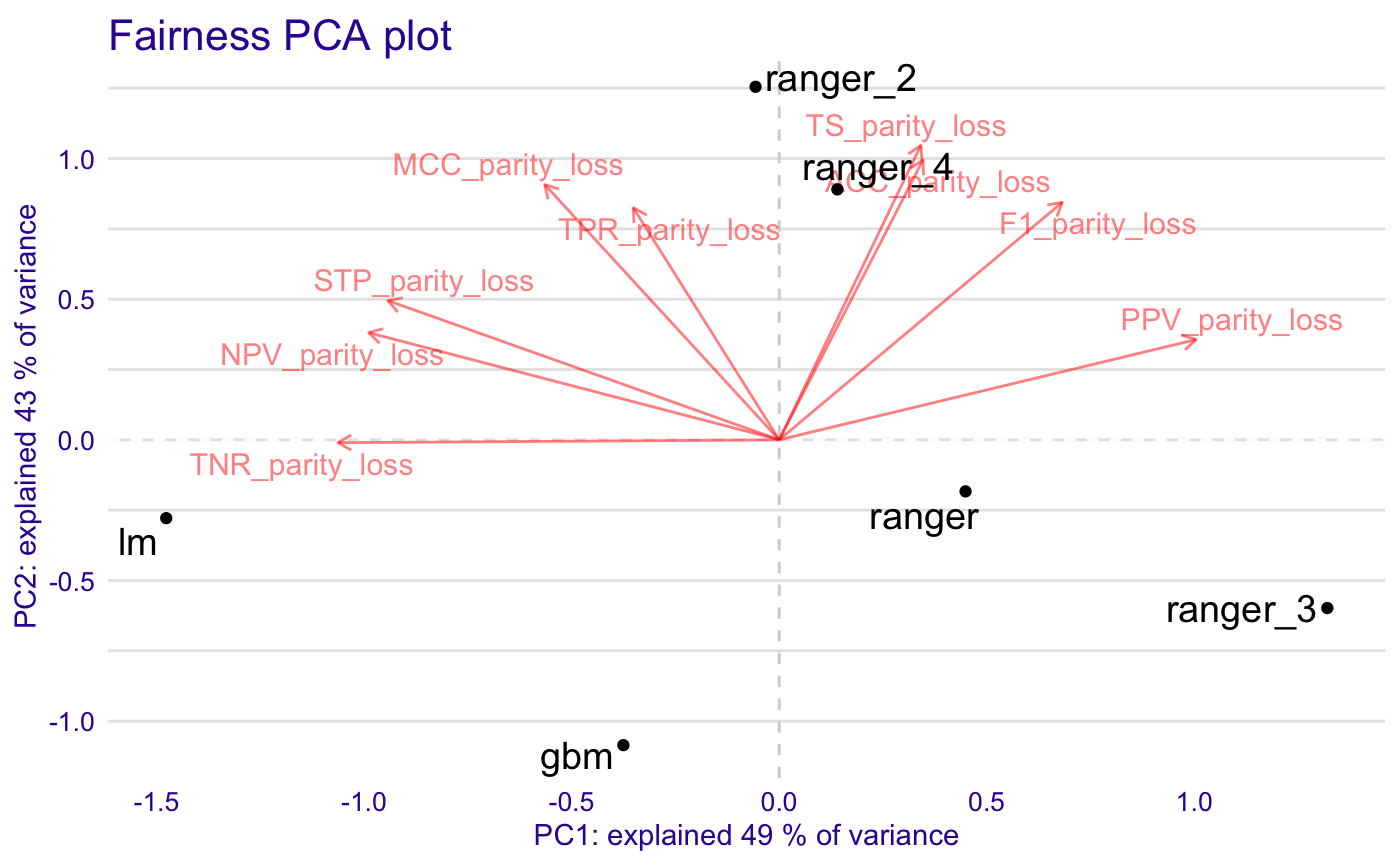 Fairness PCA plot
ranger_2
TS_parity_loss
MCC_parity_loss
ranger_4
ACC_parity_loss
TPR_parity_loss
F1_parity_loss
STP_parity_loss
PPV_parity_loss
NPV_parity_loss
TNR_parity_loss
lm
ranger
ranger_3
gbm
1.0
0.5
0.0
-0.5
-1.0
PC2: explained 43 % of variance
-1.5 -1.0 -0.5 0.0 0.5 1.0
PC1: explained 49 % of variance